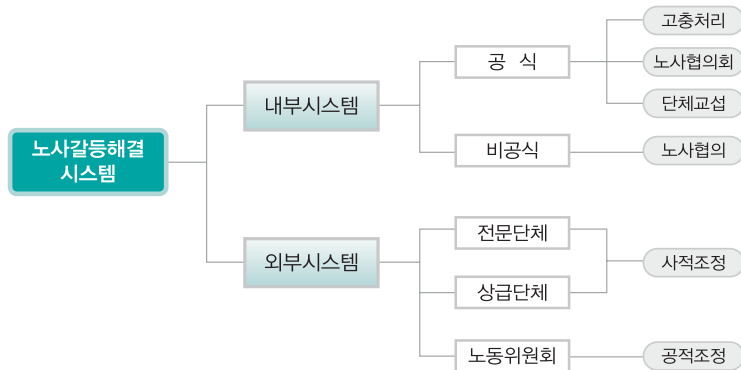 노사갈등해결
시스템
내부시스템
공 식
고충처리
노사협의회
단체교섭
비공식
노사협의
외부시스템
전문단체
상급단체
사적조정
노동위원회
공적조정